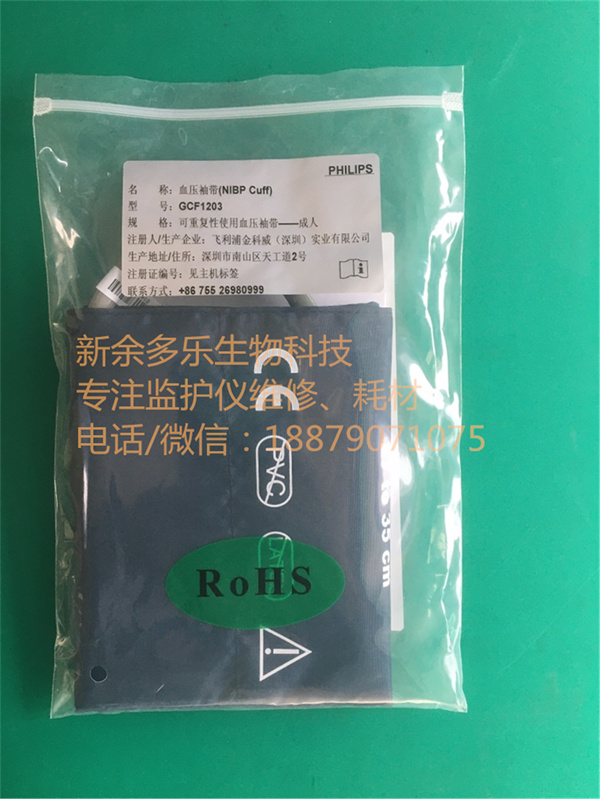 PHILIPS
名 称：血压袖带(NIBP Cuff)
型 号：GCF1203
规 格：可重复性使用血压袖带——成人
注册人/生产企业：飞利浦金科威（深圳）实业有限公司
生产地址/住所：深圳市南山区天工道2号
注册证编号：见主机标签
联系方式：+86 755 26980999
新余多乐生物科技
专注监护仪维修、耗材
电话/微信：18879071075
CE
PVC
35 cm
RoHS